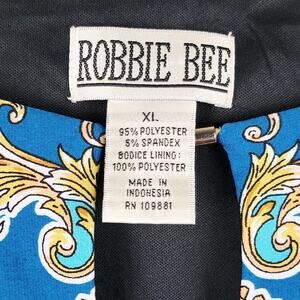 ROBBIE BEE
XL
95% POLYESTER
5% SPANDEX
BODICE LINING:
100% POLYESTER
MADE IN
INDONESIA
RN 109881